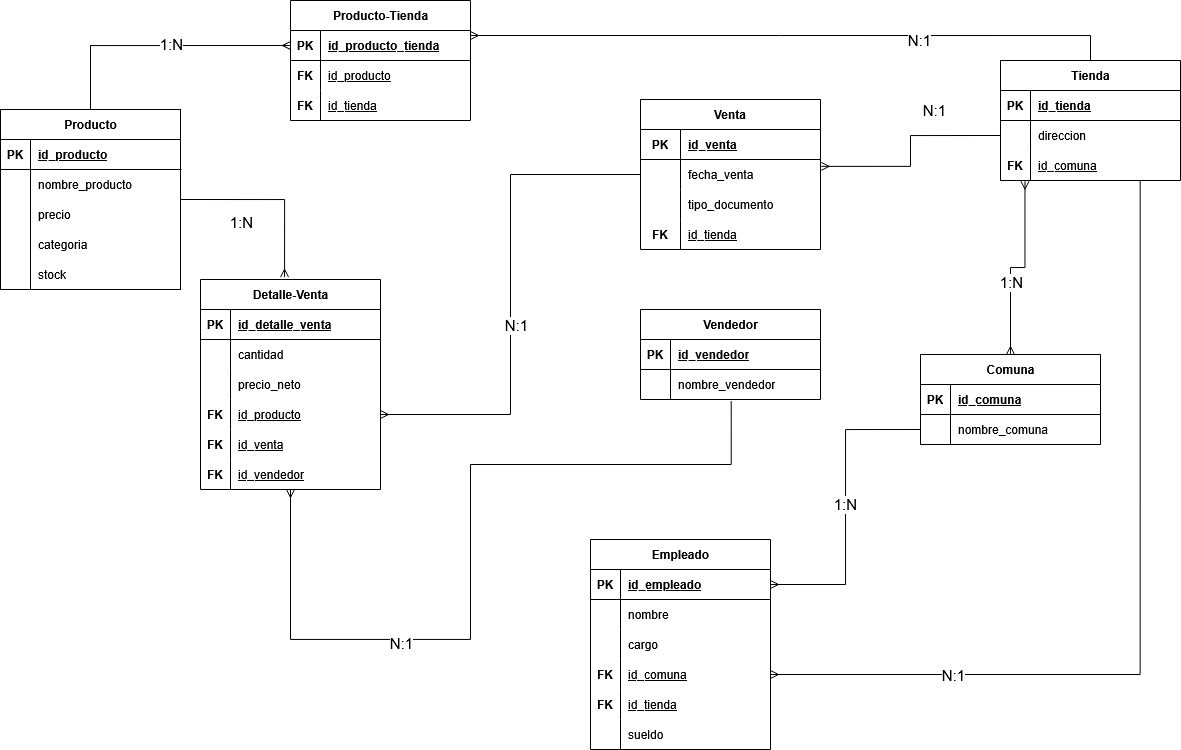 Producto-Tienda
PK id_producto_tienda
FK id_producto
FK id_tienda
1:N
N:1
Tienda
PK id_tienda
direccion
FK id_comuna
Producto
PK id_producto
nombre_producto
precio
categoria
stock
Venta
PK id_venta
fecha_venta
tipo_documento
FK id_tienda
N:1
1:N
Detalle-Venta
PK id_detalle_venta
cantidad
precio_neto
FK id_producto
FK id_venta
FK id_vendedor
N:1
Vendedor
PK id_vendedor
nombre_vendedor
1:N
Comuna
PK id_comuna
nombre_comuna
1:N
Empleado
PK id_empleado
nombre
cargo
FK id_comuna
FK id_tienda
sueldo
N:1
N:1